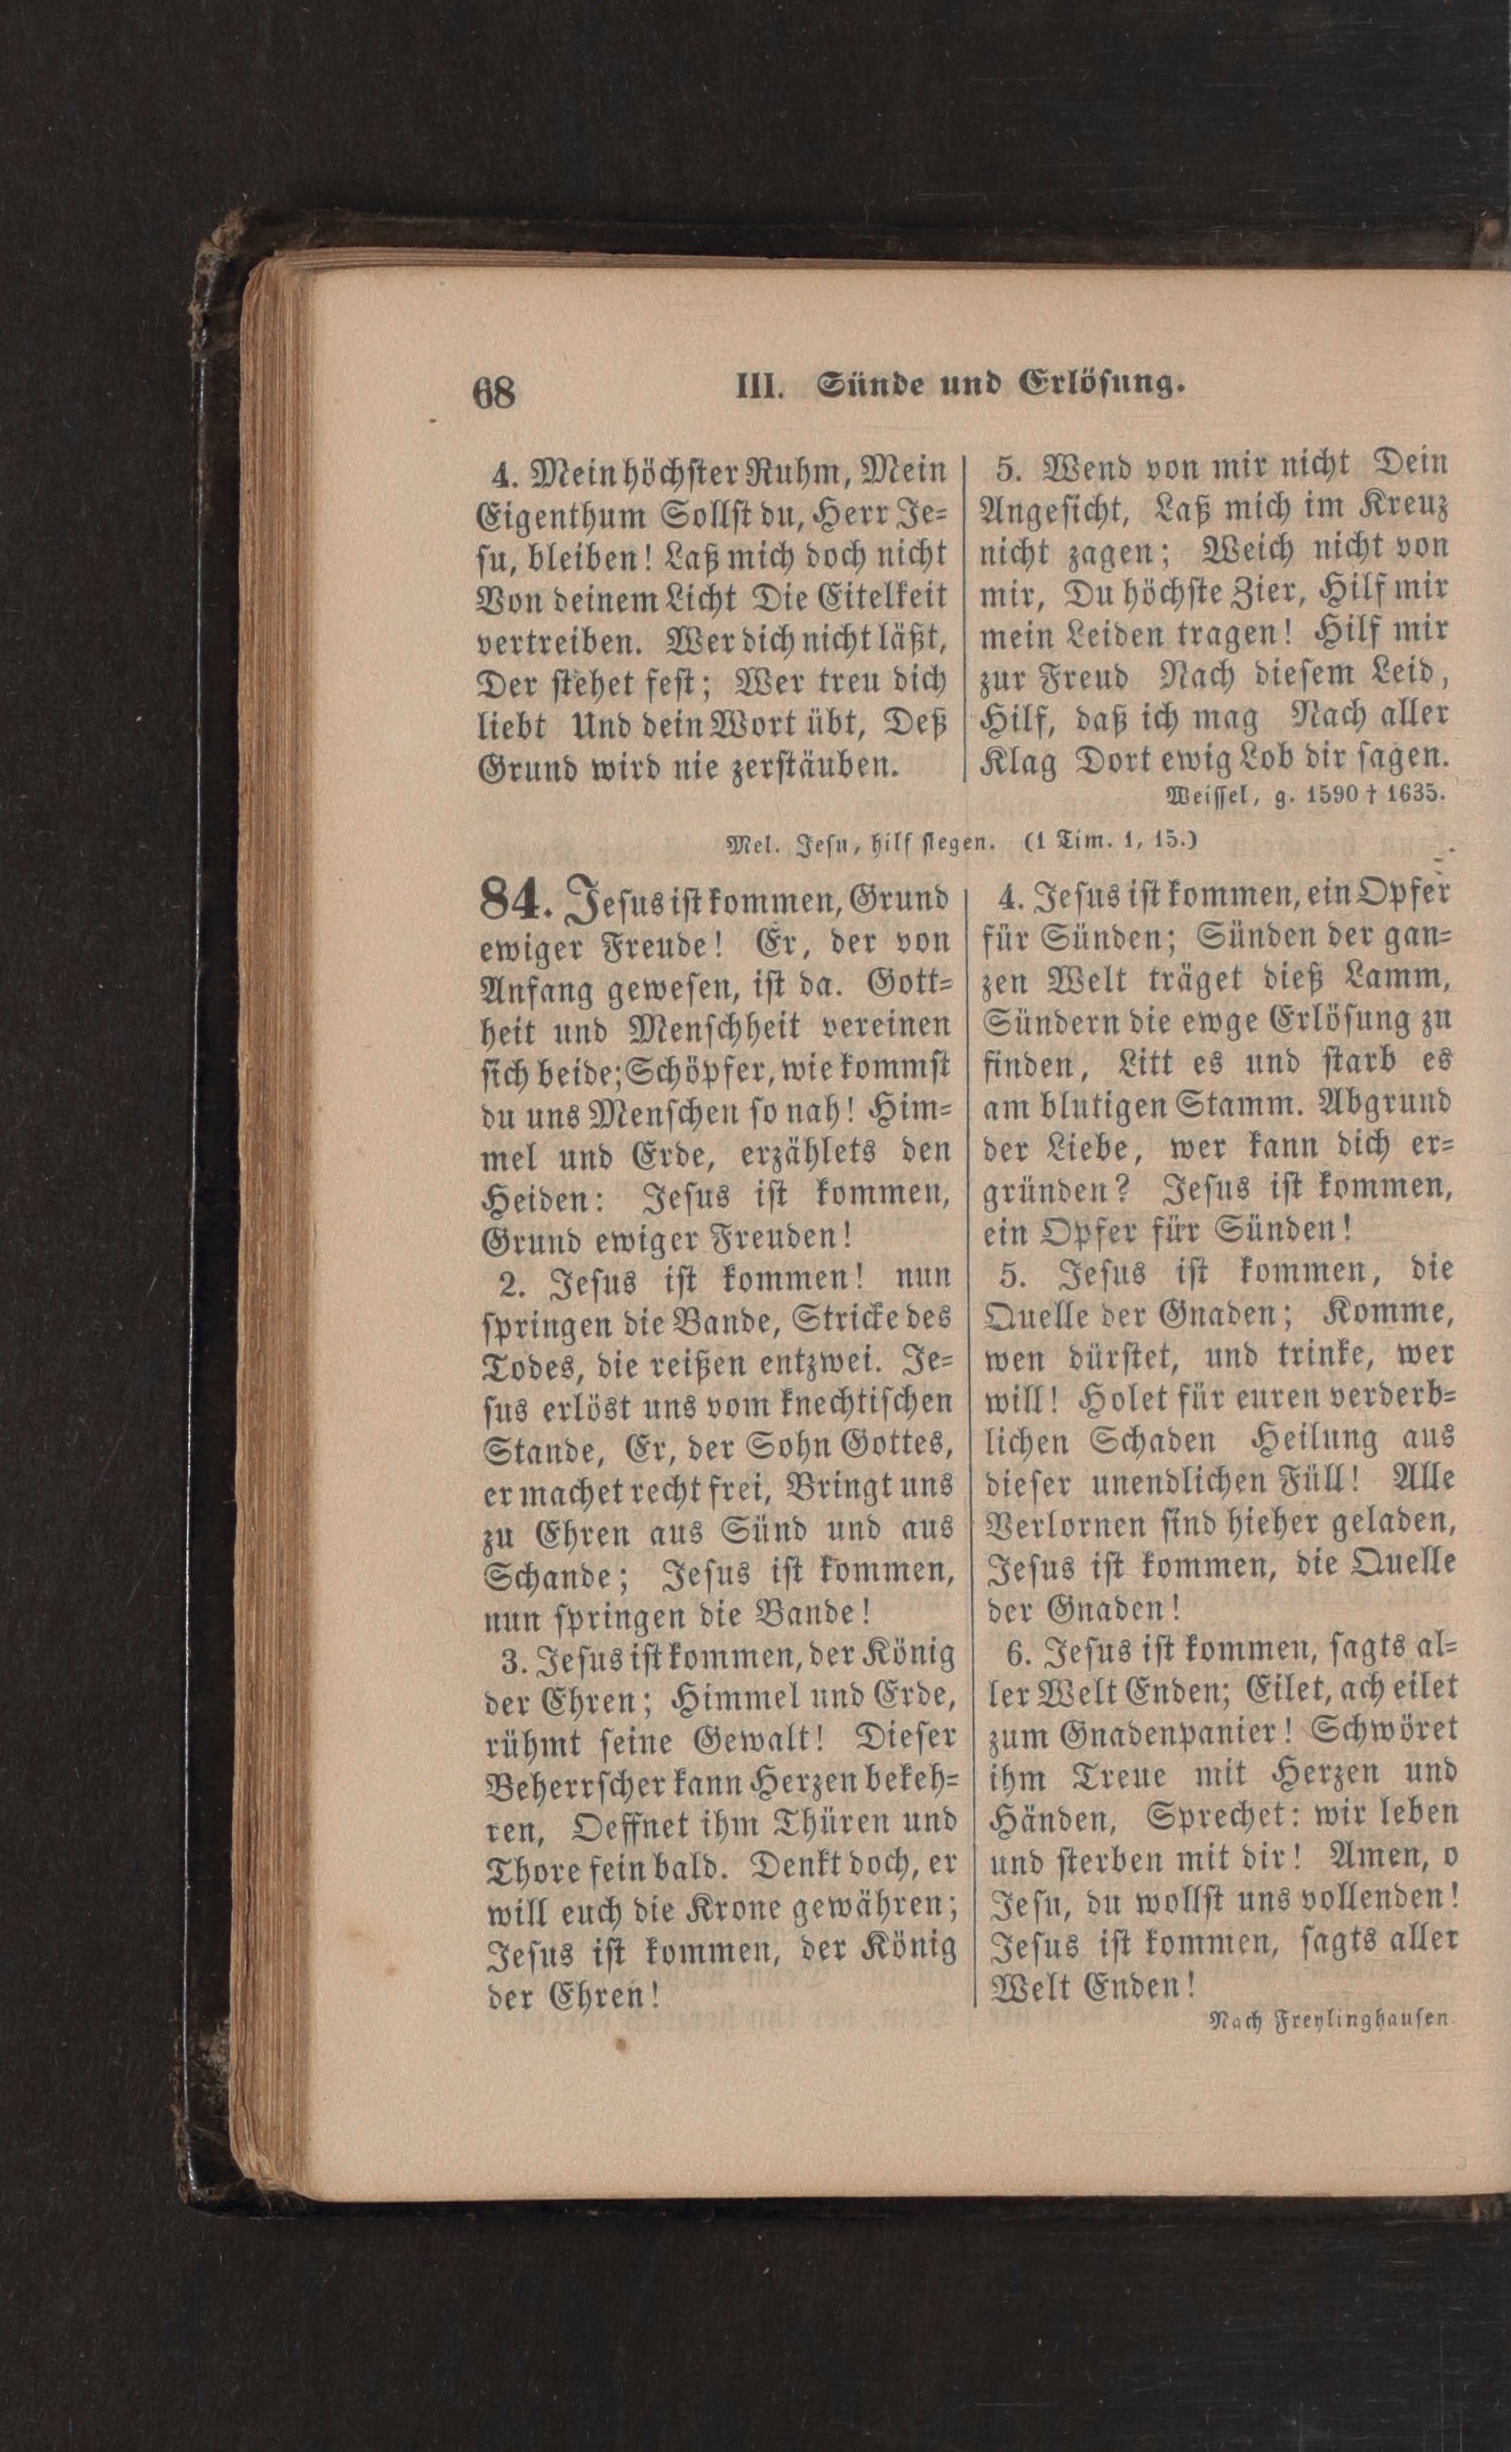 68
III. Sünde und Erlösung.
4. Mein höchster Ruhm, Mein
Eigenthum Sollst du, Herr Je-
su, bleiben! Laß mich doch nicht
Von deinem Licht Die Eitelkeit
vertreiben. Wer dich nicht läßt,
Der stehet fest; Wer treu dich
liebt Und dein Wort übt, Deß
Grund wird nie zerstäuben.
5. Wend von mir nicht Dein
Angesicht, Laß mich im Kreuz
nicht zagen; Weich nicht von
mir, Du höchste Zier, Hilf mir
mein Leiden tragen! Hilf mir
zur Freud Nach diesem Leid,
Hilf, daß ich mag Nach aller
Klag Dort ewig Lob dir sagen.
Weissel, g. 1590 † 1635.
Mel. Jesu, hilf siegen. (1 Tim. 1, 15.)
84. Jesus ist kommen, Grund
ewiger Freude! Er, der von
Anfang gewesen, ist da. Gott-
heit und Menschheit vereinen
sich beide; Schöpfer, wie kommst
du uns Menschen so nah! Him-
mel und Erde, erzählets den
Heiden: Jesus ist kommen,
Grund ewiger Freuden!
2. Jesus ist kommen! nun
springen die Bande, Stricke des
Todes, die reißen entzwei. Je-
sus erlöst uns vom knechtischen
Stande, Er, der Sohn Gottes,
er machet recht frei, Bringt uns
zu Ehren aus Sünd und aus
Schande; Jesus ist kommen,
nun springen die Bande!
3. Jesus ist kommen, der König
der Ehren; Himmel und Erde,
rühmt seine Gewalt! Dieser
Beherrscher kann Herzen bekeh-
ren, Oeffnet ihm Thüren und
Thore fein bald. Denkt doch, er
will euch die Krone gewähren;
Jesus ist kommen, der König
der Ehren!
4. Jesus ist kommen, ein Opfer
für Sünden; Sünden der gan-
zen Welt träget dieß Lamm,
Sündern die ewge Erlösung zu
finden, Litt es und starb es
am blutigen Stamm. Abgrund
der Liebe, wer kann dich er-
gründen? Jesus ist kommen,
ein Opfer für Sünden!
5. Jesus ist kommen, die
Quelle der Gnaden; Komme,
wen dürstet, und trinke, wer
will! Holet für euren verderb-
lichen Schaden Heilung aus
dieser unendlichen Füll! Alle
Verlornen sind hieher geladen,
Jesus ist kommen, die Quelle
der Gnaden!
6. Jesus ist kommen, sagts al-
ler Welt Enden; Eilet, ach eilet
zum Gnadenpanier! Schwöret
ihm Treue mit Herzen und
Händen, Sprechet: wir leben
und sterben mit dir! Amen, o
Jesu, du wollst uns vollenden!
Jesus ist kommen, sagts aller
Welt Enden!
Nach Freylinghausen.